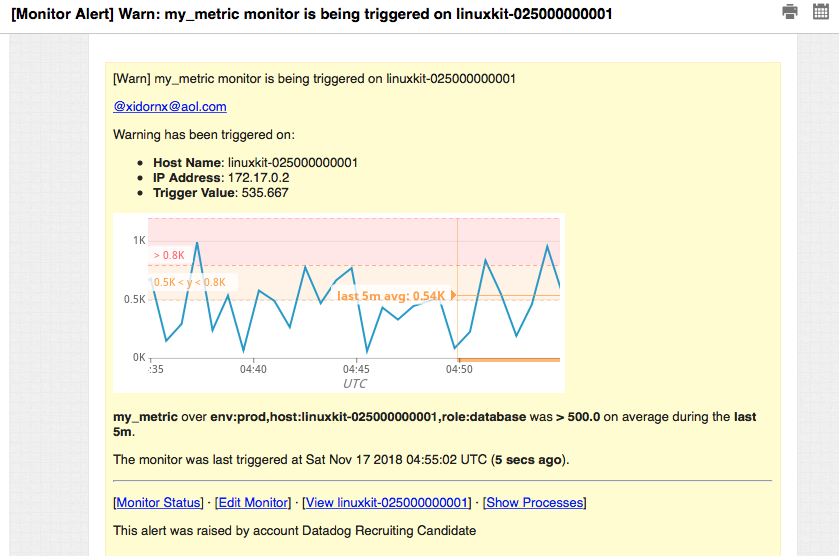 [Monitor Alert] Warn: my_metric monitor is being triggered on linuxkit-025000000001
[Warn] my_metric monitor is being triggered on linuxkit-025000000001
@xidornx@aol.com
Warning has been triggered on:
• Host Name: linuxkit-025000000001
• IP Address: 172.17.0.2
• Trigger Value: 535.667
1K
> 0.8K
0.5K < y < 0.8K
last 5m avg: 0.54K
0.5K
0K
:35
04:40
04:45
04:50
UTC
my_metric over env:prod,host:linuxkit-025000000001,role:database was > 500.0 on average during the last
5m.
The monitor was last triggered at Sat Nov 17 2018 04:55:02 UTC (5 secs ago).
[Monitor Status] · [Edit Monitor] · [View linuxkit-025000000001] · [Show Processes]
This alert was raised by account Datadog Recruiting Candidate